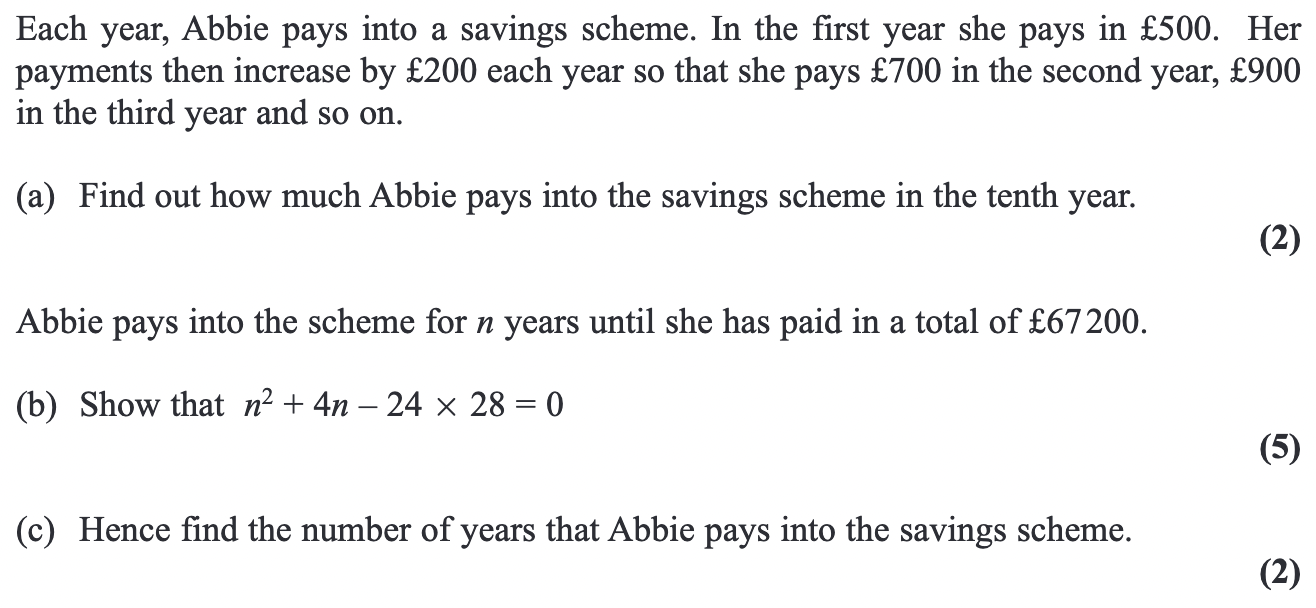 Each year, Abbie pays into a savings scheme. In the first year she pays in £500. Her
payments then increase by £200 each year so that she pays £700 in the second year, £900
in the third year and so on.
(a) Find out how much Abbie pays into the savings scheme in the tenth year.
(2)
Abbie pays into the scheme for n years until she has paid in a total of £67200.
(b) Show that n² + 4n – 24 × 28 = 0
(5)
(c) Hence find the number of years that Abbie pays into the savings scheme.
(2)